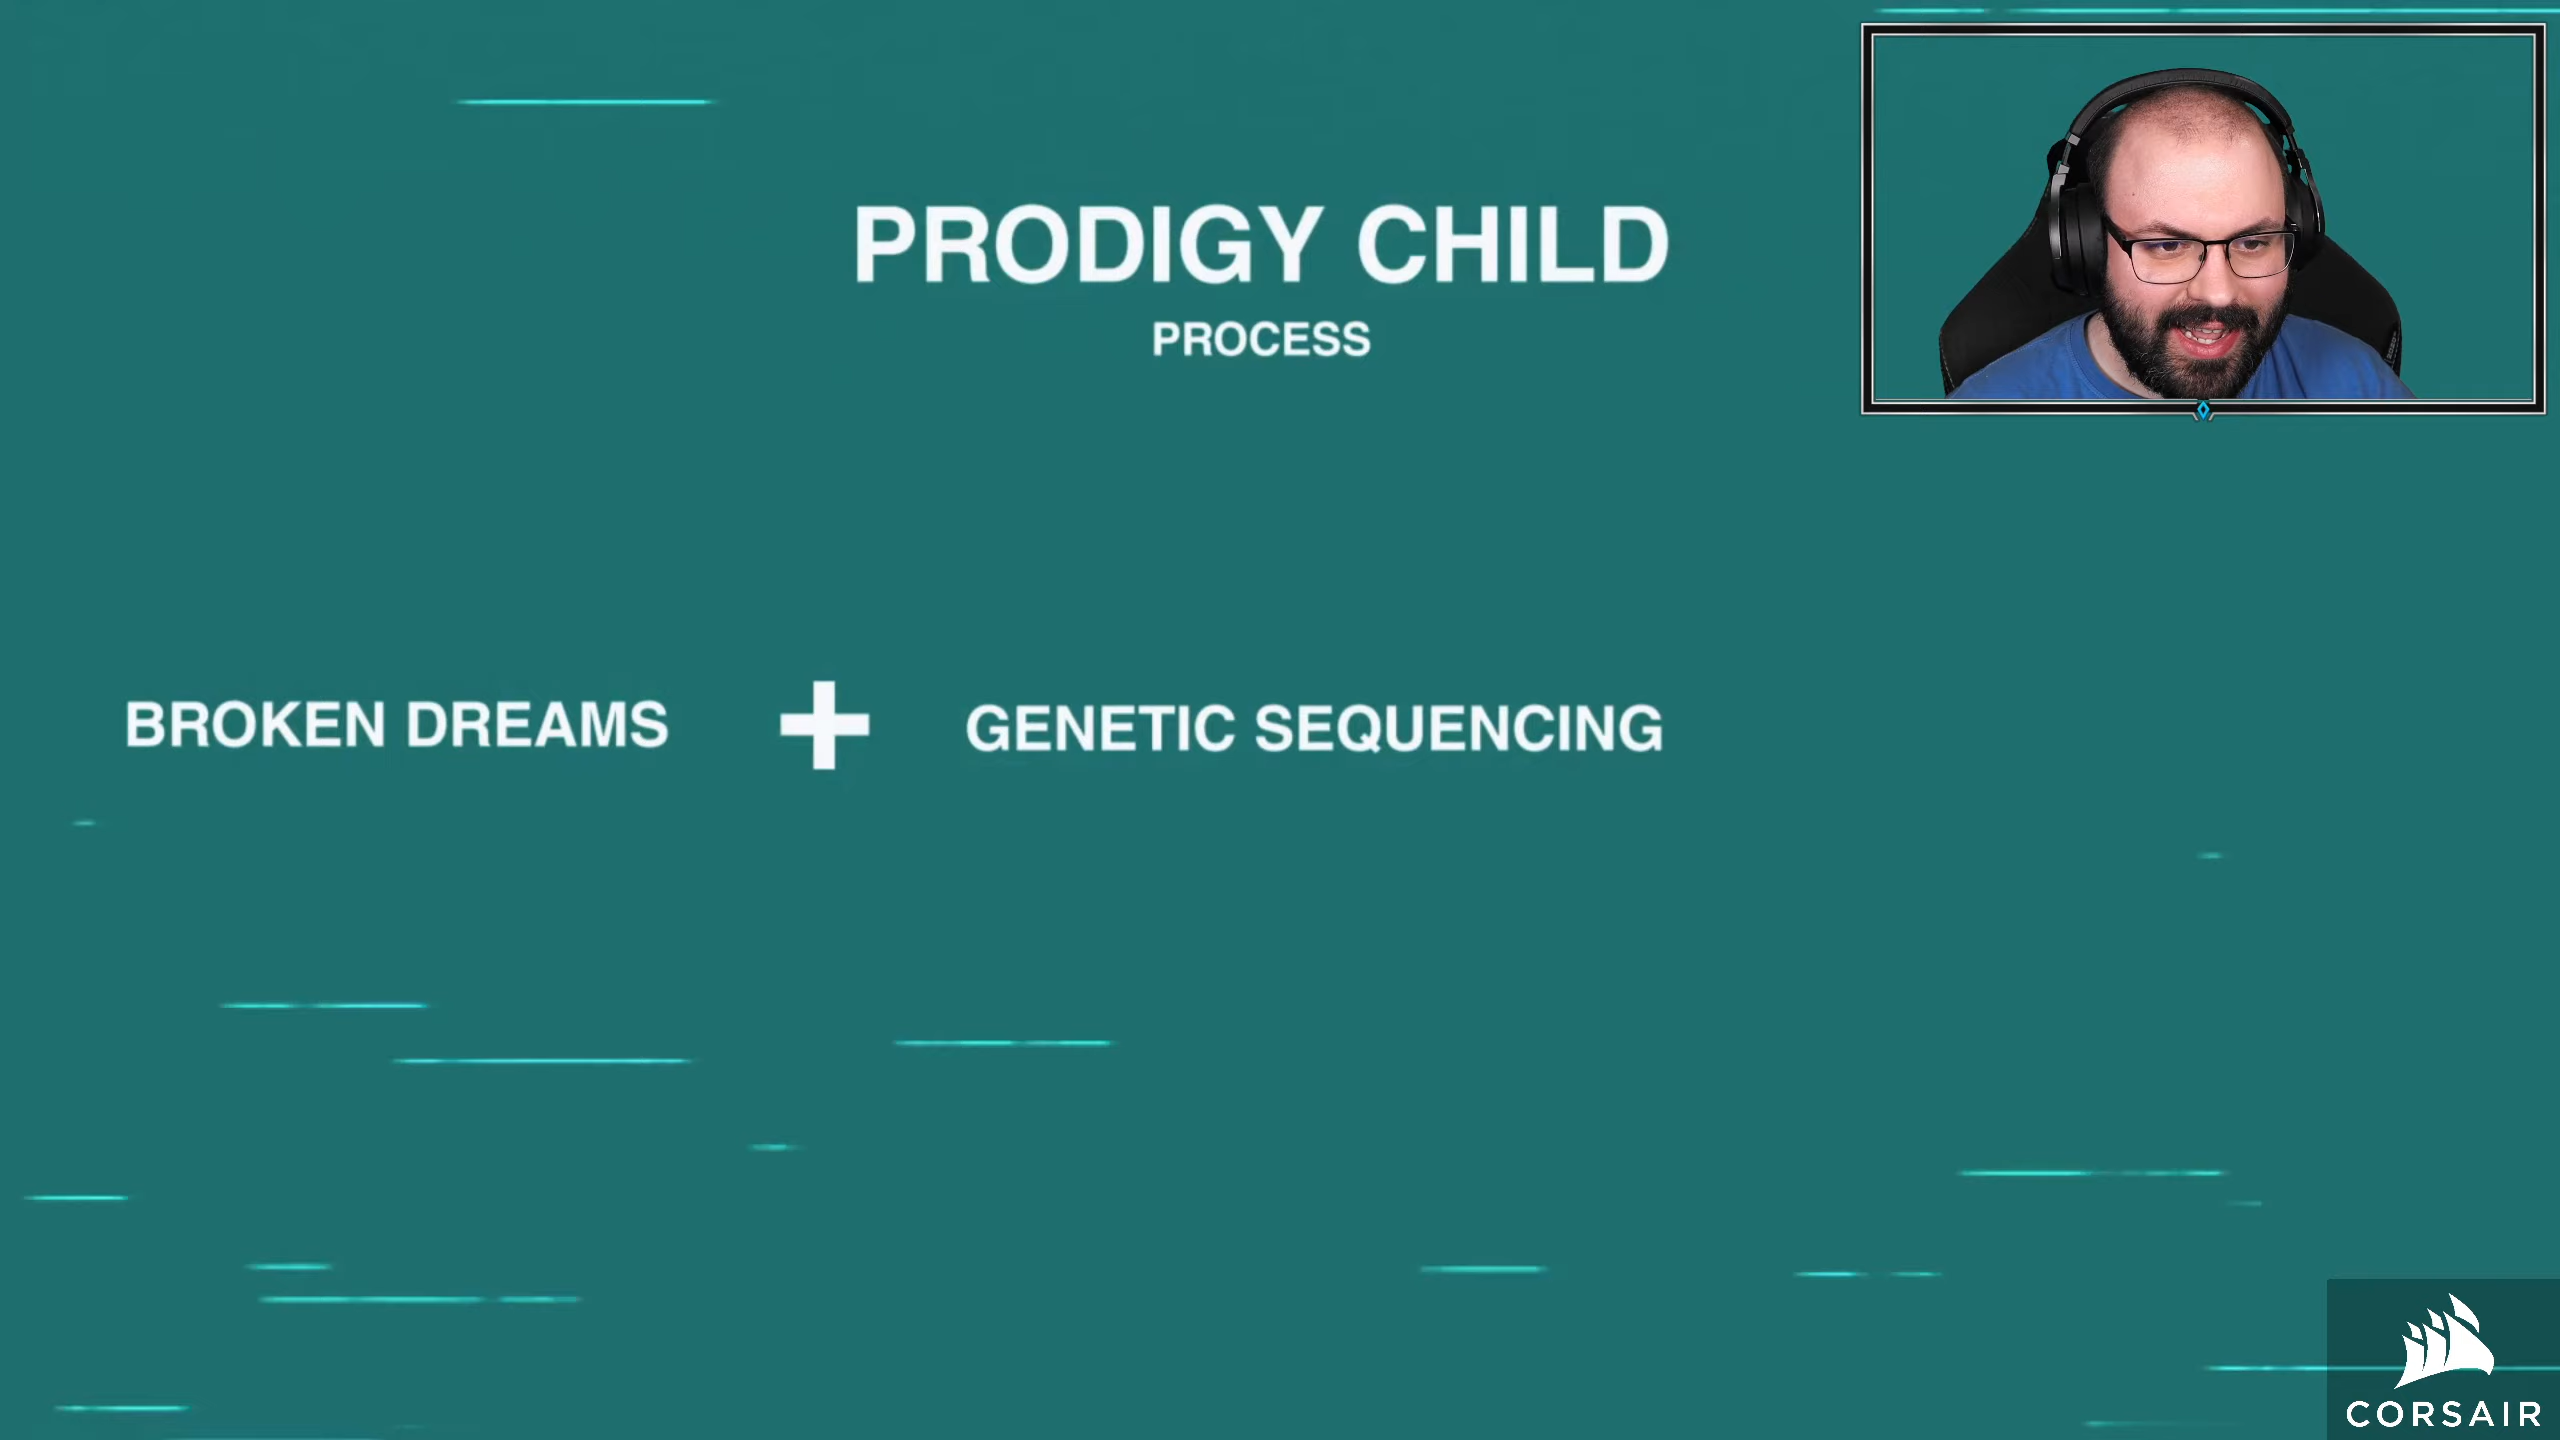 PRODIGY CHILD
PROCESS
BROKEN DREAMS + GENETIC SEQUENCING
CORSAIR